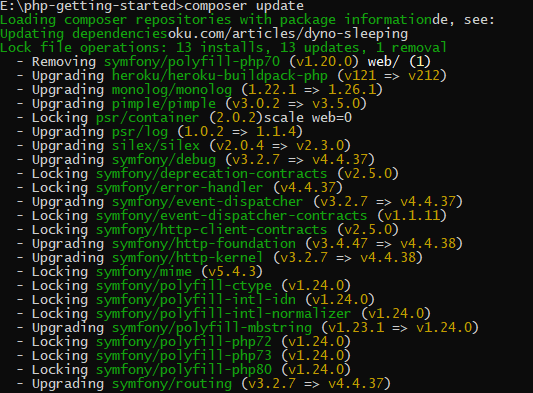 E:\php-getting-started>composer update
Loading composer repositories with package informationde, see:
Updating dependenciesoku.com/articles/dyno-sleeping
Lock file operations: 13 installs, 13 updates, 1 removal
- Removing symfony/polyfill-php70 (v1.20.0) web/ (1)
- Upgrading heroku/heroku-buildpack-php (v121 => v212)
- Upgrading monolog/monolog (1.22.1 => 1.26.1)
- Upgrading pimple/pimple (v3.0.2 => v3.5.0)
- Locking psr/container (2.0.2)scale web=0
- Upgrading psr/log (1.0.2 => 1.1.4)
- Upgrading silex/silex (v2.0.4 => v2.3.0)
- Upgrading symfony/debug (v3.2.7 => v4.4.37)
- Locking symfony/deprecation-contracts (v2.5.0)
- Locking symfony/error-handler (v4.4.37)
- Upgrading symfony/event-dispatcher (v3.2.7 => v4.4.37)
- Locking symfony/event-dispatcher-contracts (v1.1.11)
- Locking symfony/http-client-contracts (v2.5.0)
- Upgrading symfony/http-foundation (v3.4.47 => v4.4.38)
- Upgrading symfony/http-kernel (v3.2.7 => v4.4.38)
- Locking symfony/mime (v5.4.3)
- Locking symfony/polyfill-ctype (v1.24.0)
- Locking symfony/polyfill-intl-idn (v1.24.0)
- Locking symfony/polyfill-intl-normalizer (v1.24.0)
- Upgrading symfony/polyfill-mbstring (v1.23.1 => v1.24.0)
- Locking symfony/polyfill-php72 (v1.24.0)
- Locking symfony/polyfill-php73 (v1.24.0)
- Locking symfony/polyfill-php80 (v1.24.0)
- Upgrading symfony/routing (v3.2.7 => v4.4.37)